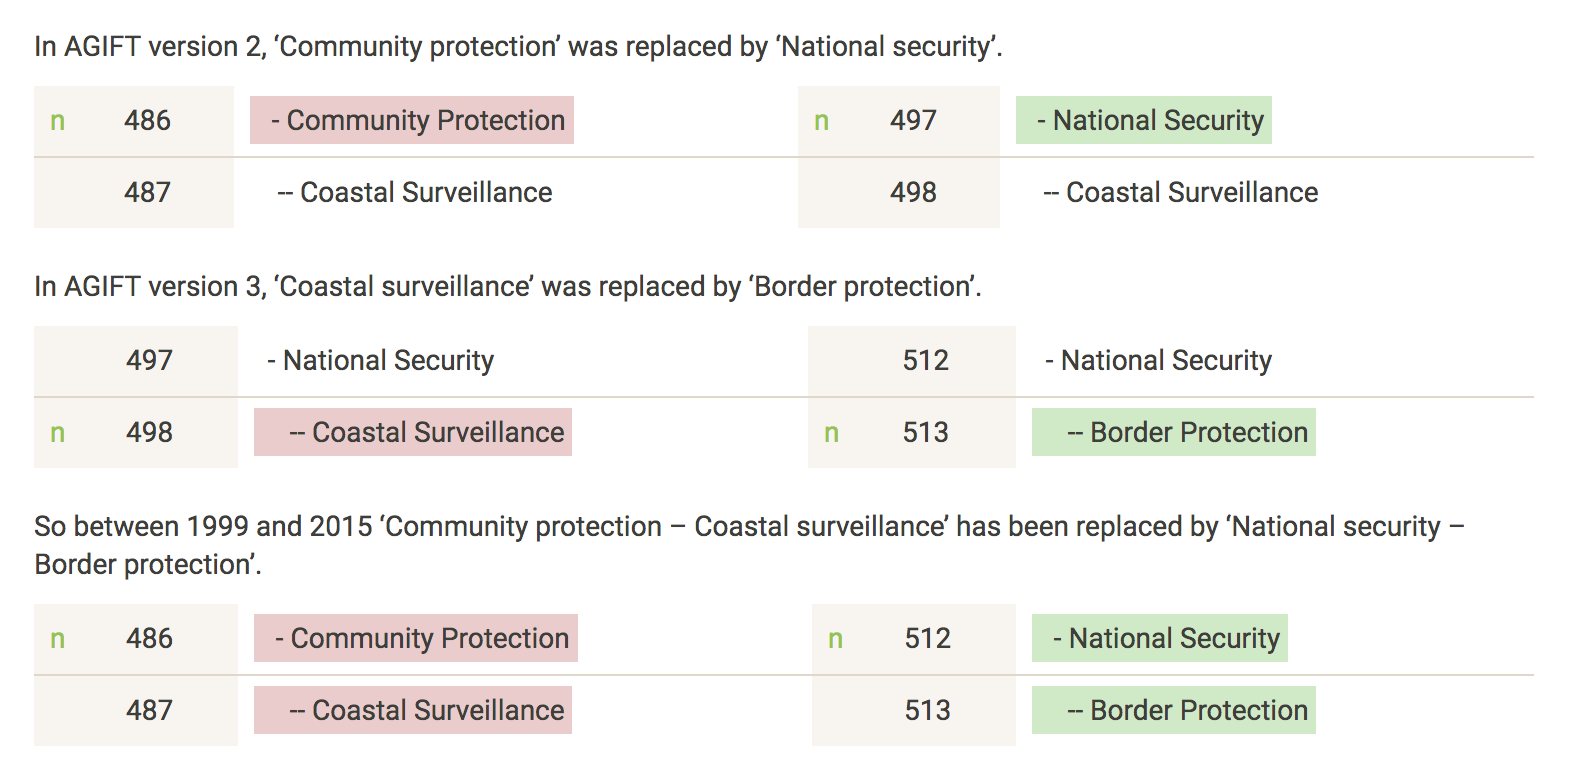 In AGIFT version 2, ‘Community protection’ was replaced by ‘National security’.
n 486 - Community Protection n 497 - National Security
487 -- Coastal Surveillance 498 -- Coastal Surveillance
In AGIFT version 3, ‘Coastal surveillance’ was replaced by ‘Border protection’.
497 - National Security 512 - National Security
n 498 -- Coastal Surveillance n 513 -- Border Protection
So between 1999 and 2015 ‘Community protection – Coastal surveillance’ has been replaced by ‘National security –
Border protection’.
n 486 - Community Protection n 512 - National Security
487 -- Coastal Surveillance 513 -- Border Protection